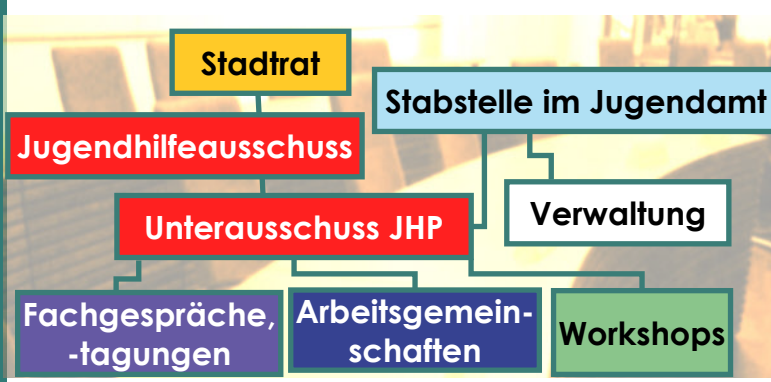 Stadtrat
Stabstelle im Jugendamt
Jugendhilfeausschuss
Unterausschuss JHP
Verwaltung
Fachgespräche,
-tagungen
Arbeitsgemein-
schaften
Workshops